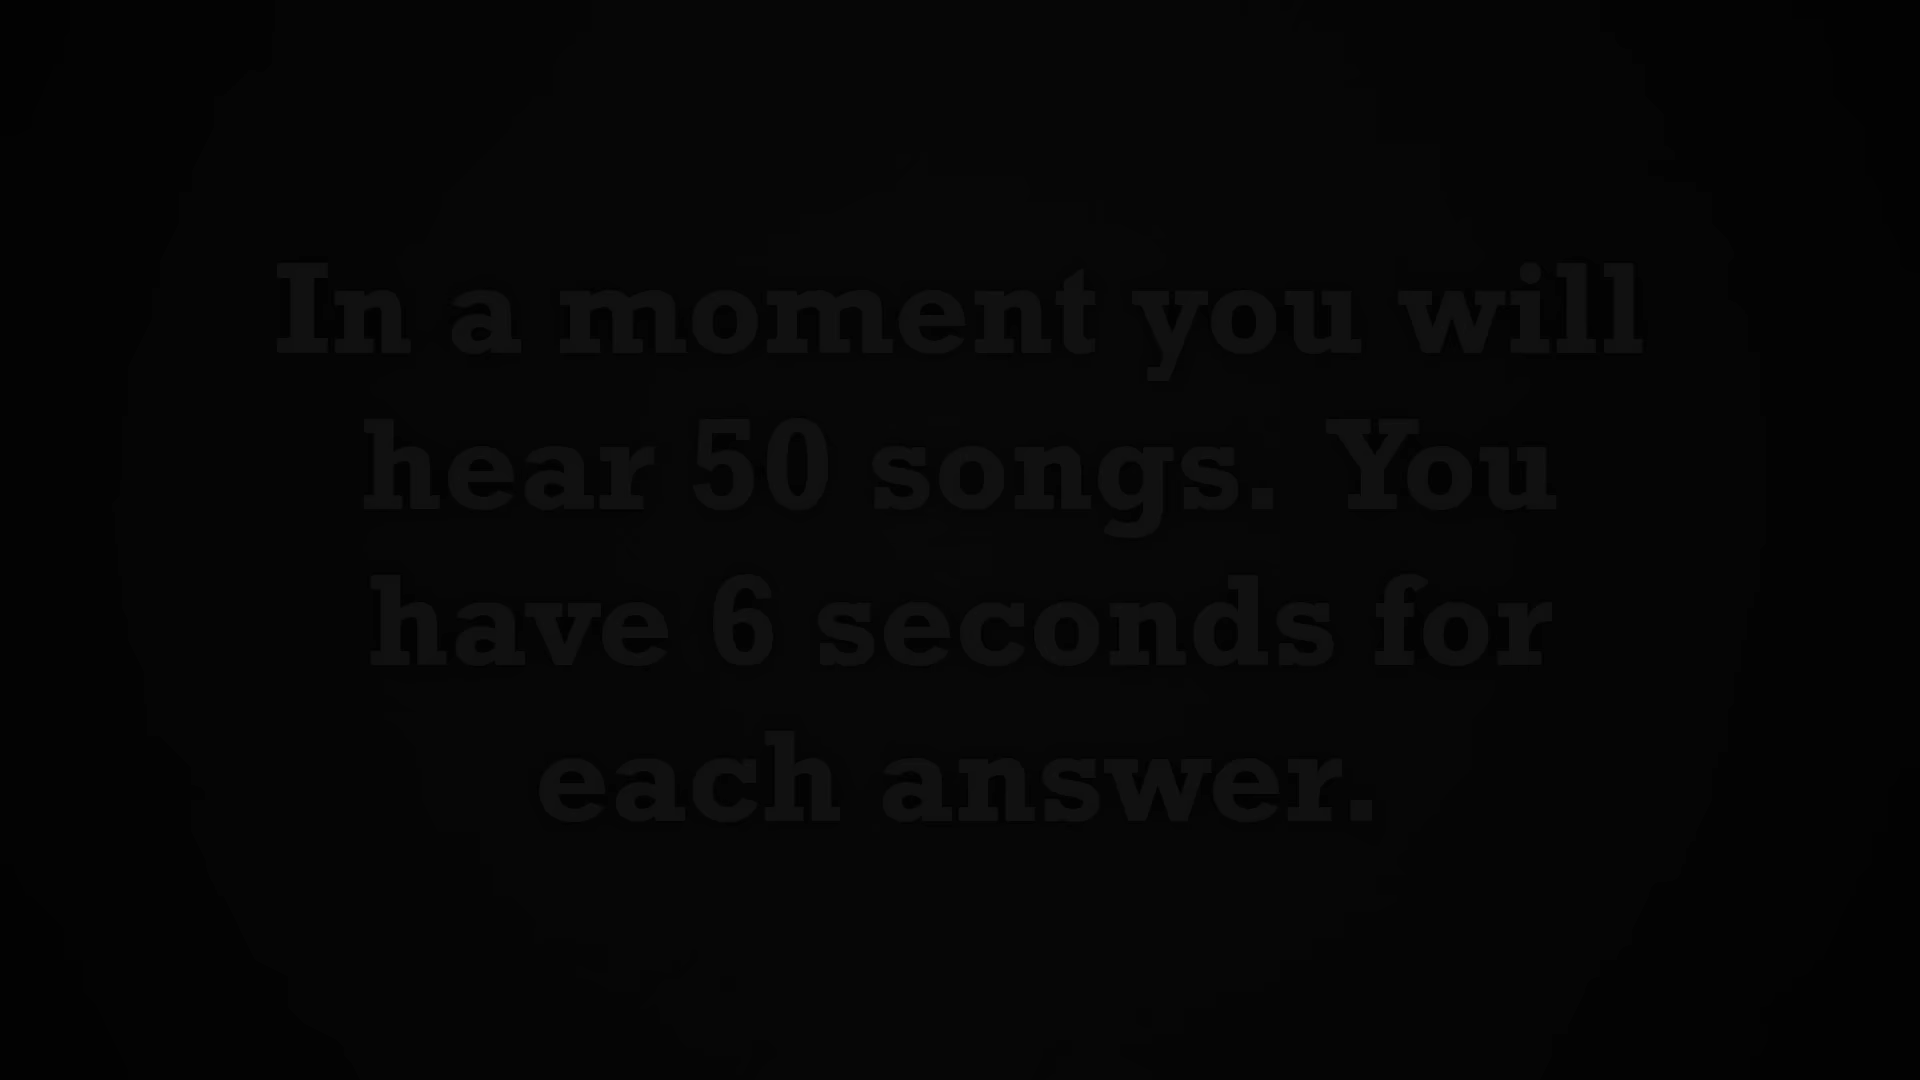 In a moment you will
hear 50 songs. You
have 6 seconds for
each answer.